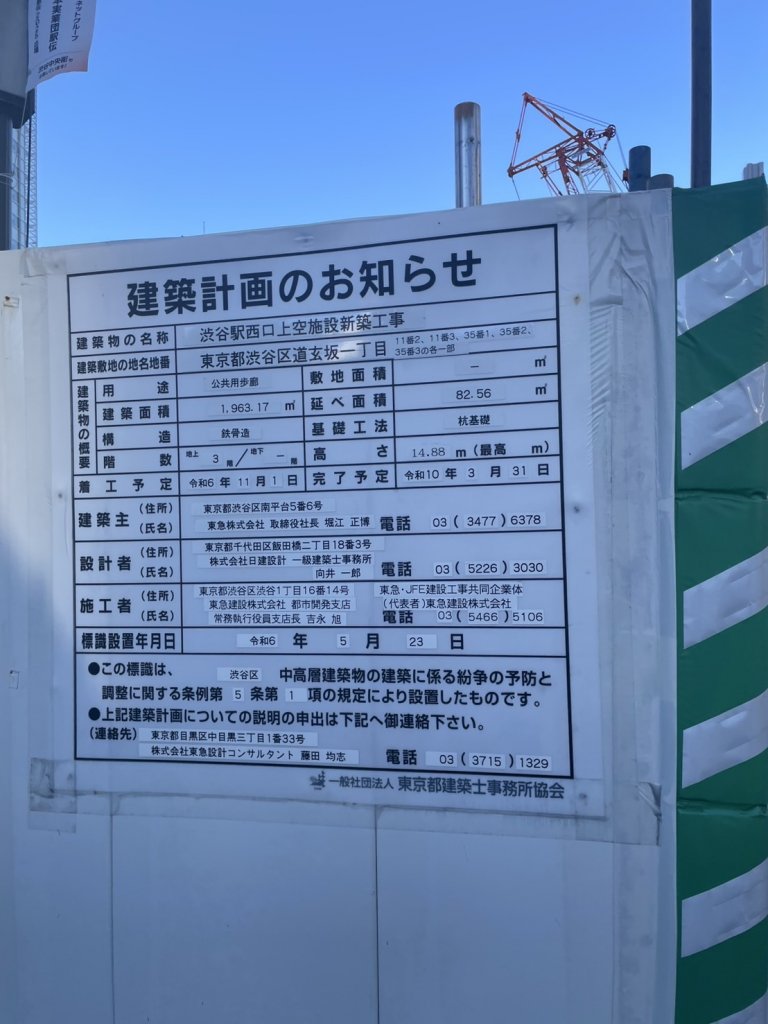 ネットグループ
本実業団駅伝
渋谷中央街
建築計画のお知らせ
建築物の名称 渋谷駅西口上空施設新築工事
建築敷地の地名地番 東京都渋谷区道玄坂一丁目 11番2、11番3、35番1、35番2、35番3の各一部
建築物の概要
用途 公共用歩廊 敷地面積 － ㎡
建築面積 1,963.17 ㎡ 延べ面積 82.56 ㎡
構造 鉄骨造 基礎工法 杭基礎
階数 地上 3 階／地下 － 階 高さ 14.88 m (最高 m)
着工予定 令和6 年 11 月 1 日 完了予定 令和10 年 3 月 31 日
建築主 (住所) 東京都渋谷区南平台5番6号
(氏名) 東急株式会社 取締役社長 堀江 正博 電話 03 ( 3477 ) 6378
設計者 (住所) 東京都千代田区飯田橋二丁目18番3号
(氏名) 株式会社日建設計 一級建築士事務所 向井 一郎 電話 03 ( 5226 ) 3030
施工者 (住所) 東京都渋谷区渋谷1丁目16番14号 東急・JFE建設工事共同企業体
(氏名) 東急建設株式会社 都市開発支店 (代表者)東急建設株式会社
常務執行役員支店長 吉永 旭 電話 03 ( 5466 ) 5106
標識設置年月日 令和6 年 5 月 23 日
●この標識は、 渋谷区 中高層建築物の建築に係る紛争の予防と
調整に関する条例第 5 条第 1 項の規定により設置したものです。
●上記建築計画についての説明の申出は下記へ御連絡下さい。
(連絡先) 東京都目黒区中目黒三丁目1番33号
株式会社東急設計コンサルタント 藤田 均志 電話 03 ( 3715 ) 1329
一般社団法人 東京都建築士事務所協会